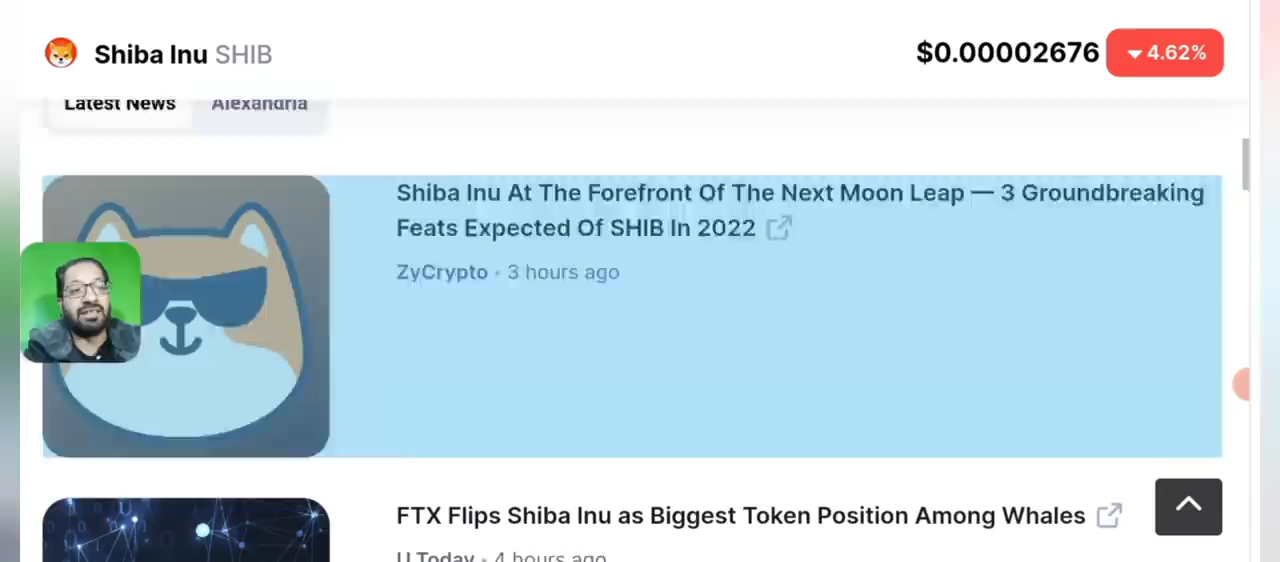 Shiba Inu SHIB
$0.00002676 4.62%
Latest News Alexandria
Shiba Inu At The Forefront Of The Next Moon Leap — 3 Groundbreaking
Feats Expected Of SHIB In 2022
ZyCrypto • 3 hours ago
FTX Flips Shiba Inu as Biggest Token Position Among Whales
U.Today • 4 hours ago